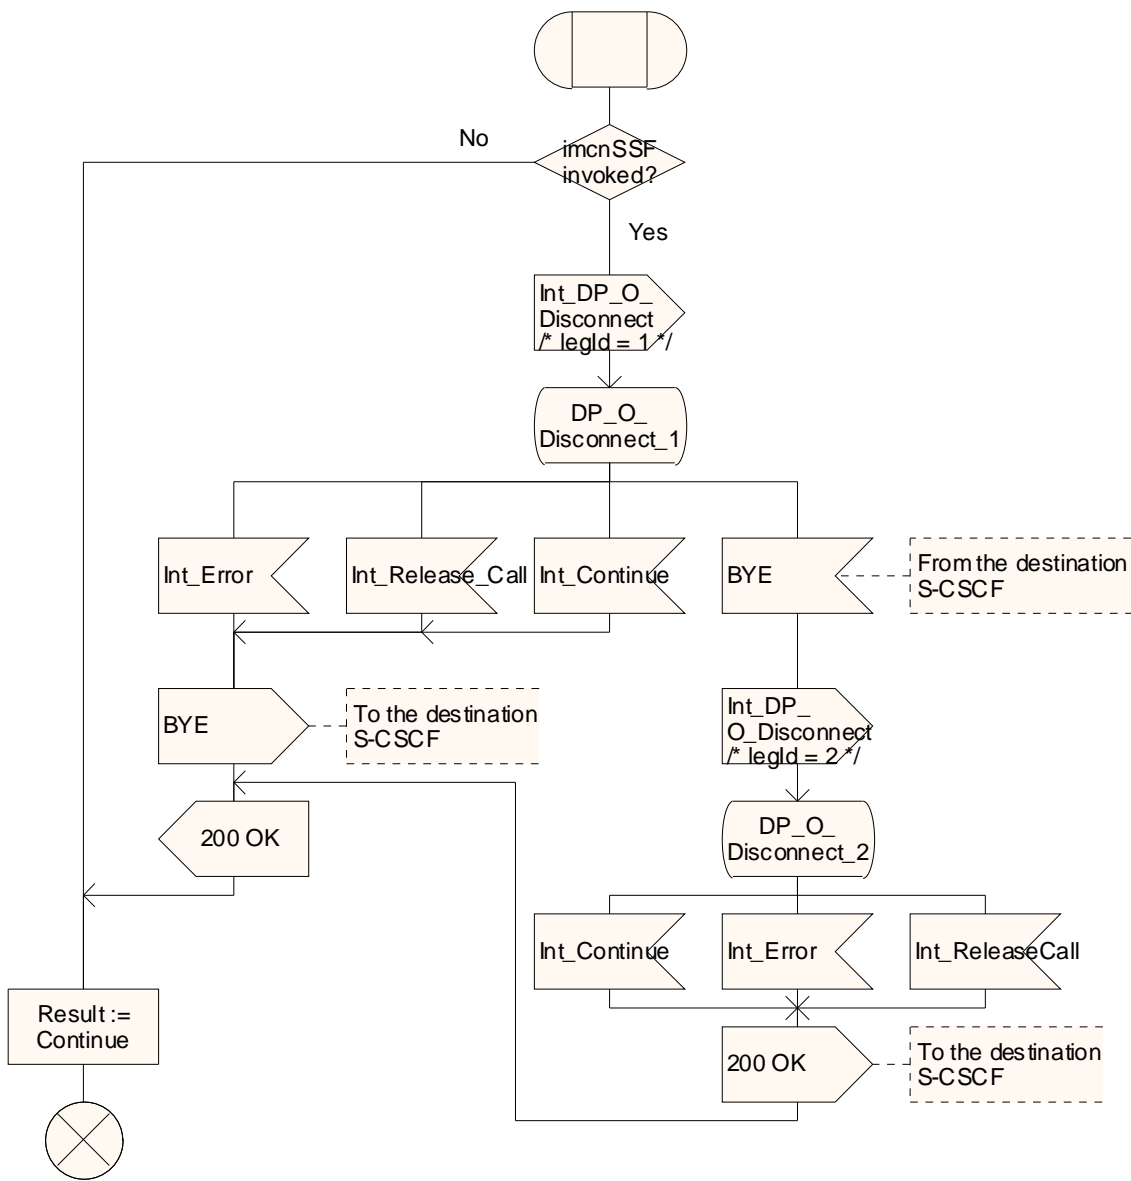 No
imcnSSF
invoked?
Yes
Int_DP_O_
Disconnect
/* legId = 1 */
DP_O_
Disconnect_1
Int_Error
Int_Release_Call
Int_Continue
BYE
From the destination
S-CSCF
BYE
To the destination
S-CSCF
Int_DP_
O_Disconnect
/* legId = 2 */
200 OK
DP_O_
Disconnect_2
Int_Continue
Int_Error
Int_ReleaseCall
Result :=
Continue
200 OK
To the destination
S-CSCF